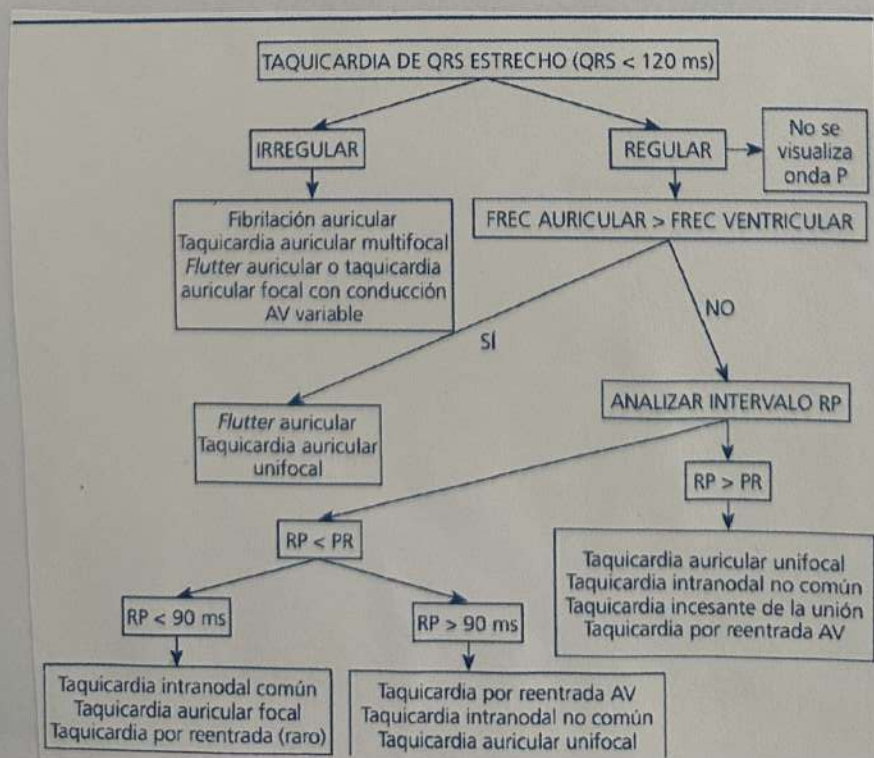 TAQUICARDIA DE QRS ESTRECHO (QRS < 120 ms)
IRREGULAR
REGULAR
No se
visualiza
onda P
Fibrilación auricular
Taquicardia auricular multifocal
Flutter auricular o taquicardia
auricular focal con conducción
AV variable
FREC AURICULAR > FREC VENTRICULAR
SÍ
NO
Flutter auricular
Taquicardia auricular
unifocal
ANALIZAR INTERVALO RP
RP < PR
RP > PR
RP < 90 ms
RP > 90 ms
Taquicardia auricular unifocal
Taquicardia intranodal no común
Taquicardia incesante de la unión
Taquicardia por reentrada AV
Taquicardia intranodal común
Taquicardia auricular focal
Taquicardia por reentrada (raro)
Taquicardia por reentrada AV
Taquicardia intranodal no común
Taquicardia auricular unifocal